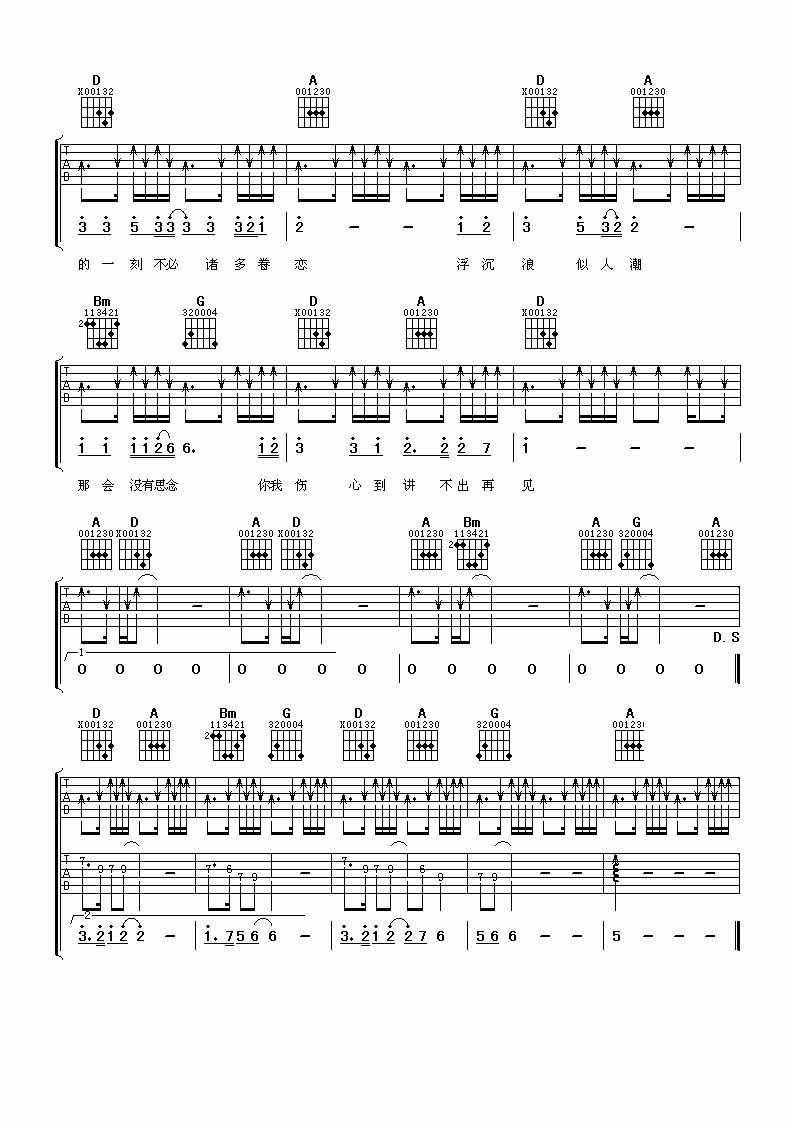 D A D A
X00132 001230 X00132 001230
T A B
3 3 5 3 3 3 3 3 2 1 2 - - 1 2 3 5 3 2 2 -
的 一 刻 不必 诸 多 眷 恋 浮 沉 浪 似 人 潮
Bm G D A D
113421 320004 X00132 001230 X00132
2
T A B
1 1 1 1 2 6 6. 1 2 3 3 1 2. 2 2 7 1 - - -
那 会 没有思念 你我 伤 心 到 讲 不 出 再 见
A D A D A Bm A G A
001230 X00132 001230 X00132 001230 113421 001230 320004 001230
2
T A B - - - -
D.S
1
0 0 0 0 0 0 0 0 0 0 0 0 0 0 0 0
D A Bm G D A G A
X00132 001230 113421 320004 X00132 001230 320004 00123
2
T A B
T A B 7. 9 7 9 - 7. 6 7 9 - 7. 9 7 9 6 9 7 9 - - - - -
2
3. 2 1 2 2 - 1. 7 5 6 6 - 3. 2 1 2 2 7 6 5 6 6 - - 5 - - -